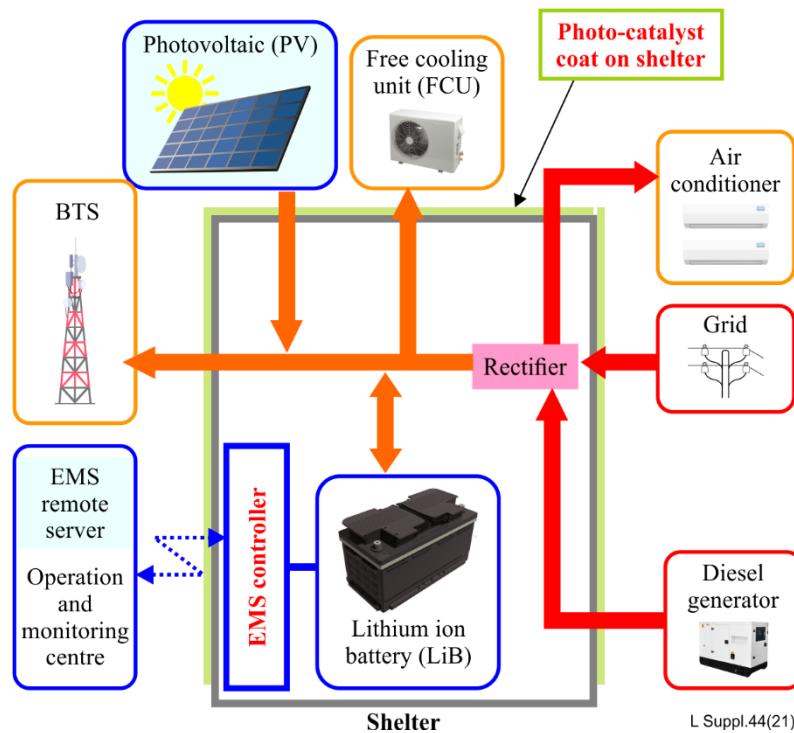 Photovoltaic (PV)
Free cooling
unit (FCU)
Photo-catalyst
coat on shelter
Air
conditioner
BTS
Grid
Rectifier
EMS
remote
server
Operation
and
monitoring
centre
EMS controller
Lithium ion
battery (LiB)
Diesel
generator
Shelter
L Suppl.44(21)